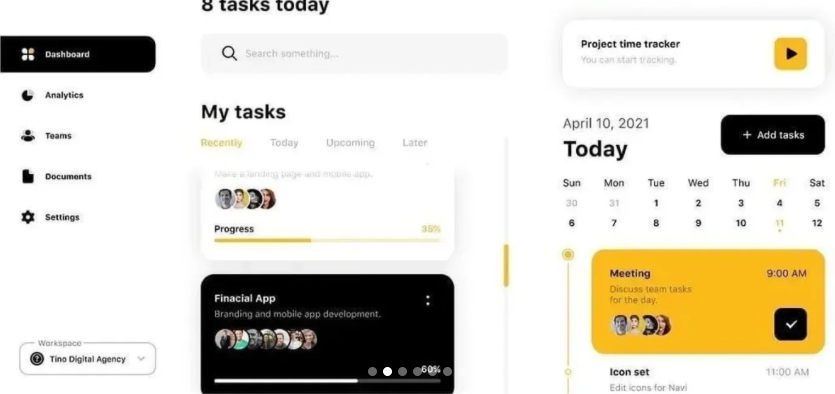 Dashboard
Analytics
Teams
Documents
Settings
Workspace
Tino Digital Agency
8 tasks today
Search something...
My tasks
Recently Today Upcoming Later
Make a landing page and mobile app.
Progress 38%
Finacial App
Branding and mobile app development.
60%
Project time tracker
You can start tracking.
April 10, 2021
Today
+ Add tasks
Sun Mon Tue Wed Thu Fri Sat
30 31 1 2 3 4 5
6 7 8 9 10 11 12
Meeting 9:00 AM
Discuss team tasks
for the day.
Icon set 11:00 AM
Edit icons for Navi